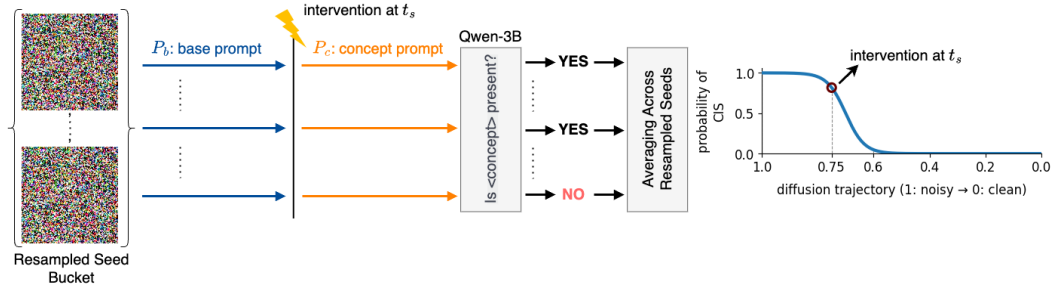 intervention at t_s
P_b: base prompt
P_c: concept prompt
Resampled Seed
Bucket
Qwen-3B
Is <concept> present?
YES
YES
NO
Averaging Across
Resampled Seeds
intervention at t_s
probability of
CIS
1.0
0.5
0.0
1.0
0.75
0.6
0.4
0.2
0.0
diffusion trajectory (1: noisy → 0: clean)